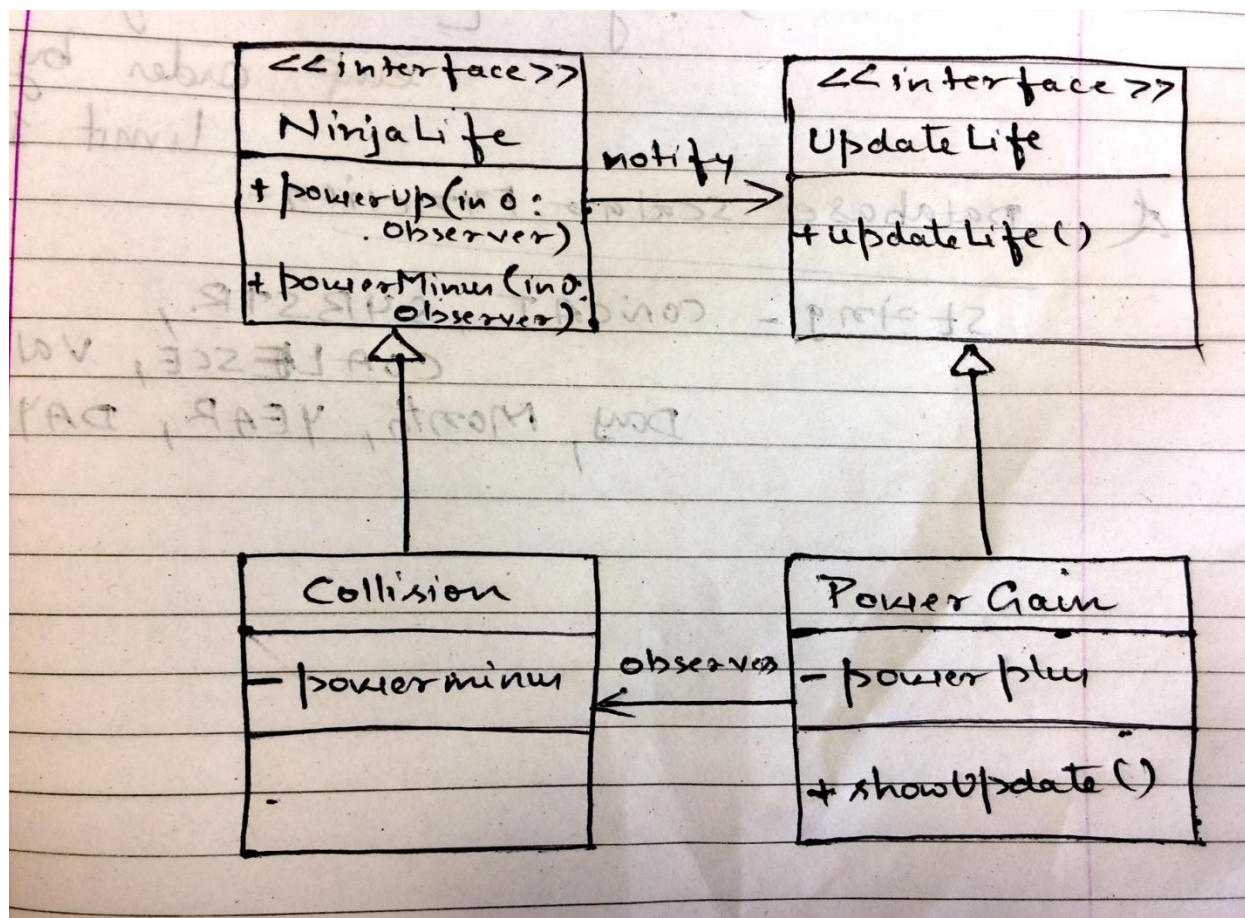 <<interface>>
NinjaLife
+ powerUp(in o:
observer)
+ powerMinus(in o:
observer)
notify
<<interface>>
UpdateLife
+ updateLife()
Collision
- powerminus
observes
Power Gain
- power plus
+ showUpdate()